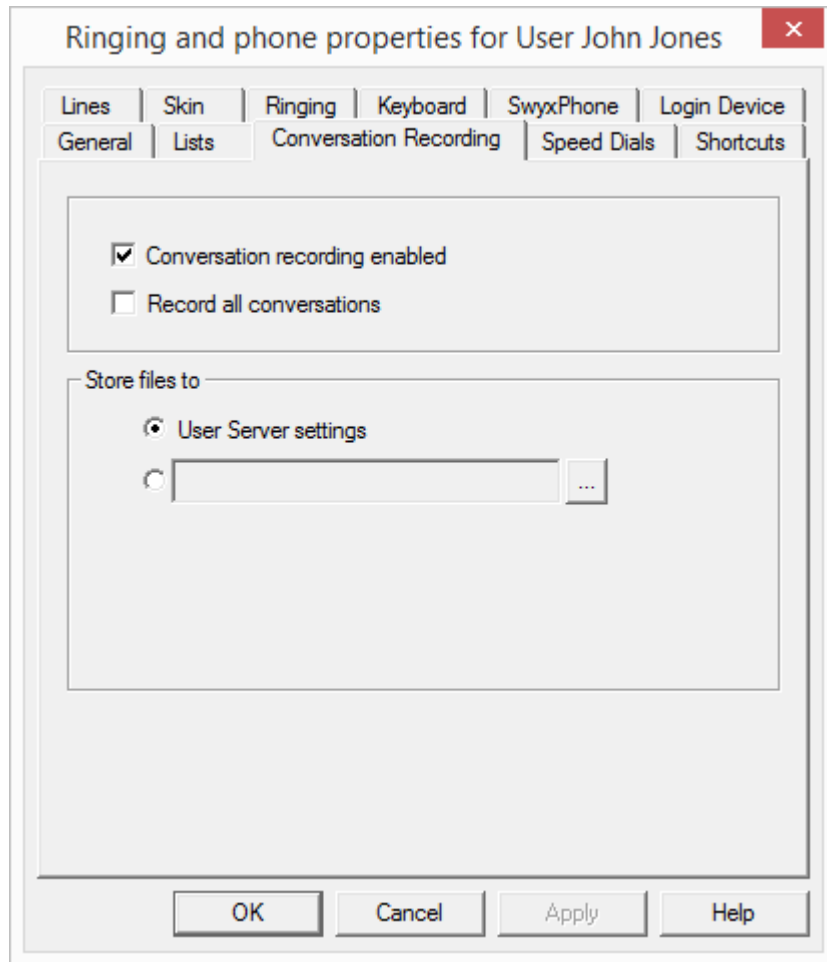 Ringing and phone properties for User John Jones
Lines Skin Ringing Keyboard SwyxPhone Login Device
General Lists Conversation Recording Speed Dials Shortcuts
Conversation recording enabled
Record all conversations
Store files to
User Server settings
...
OK Cancel Apply Help